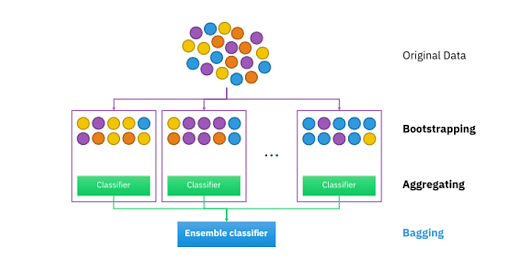 Original Data
Bootstrapping
...
Classifier Classifier Classifier
Aggregating
Ensemble classifier
Bagging